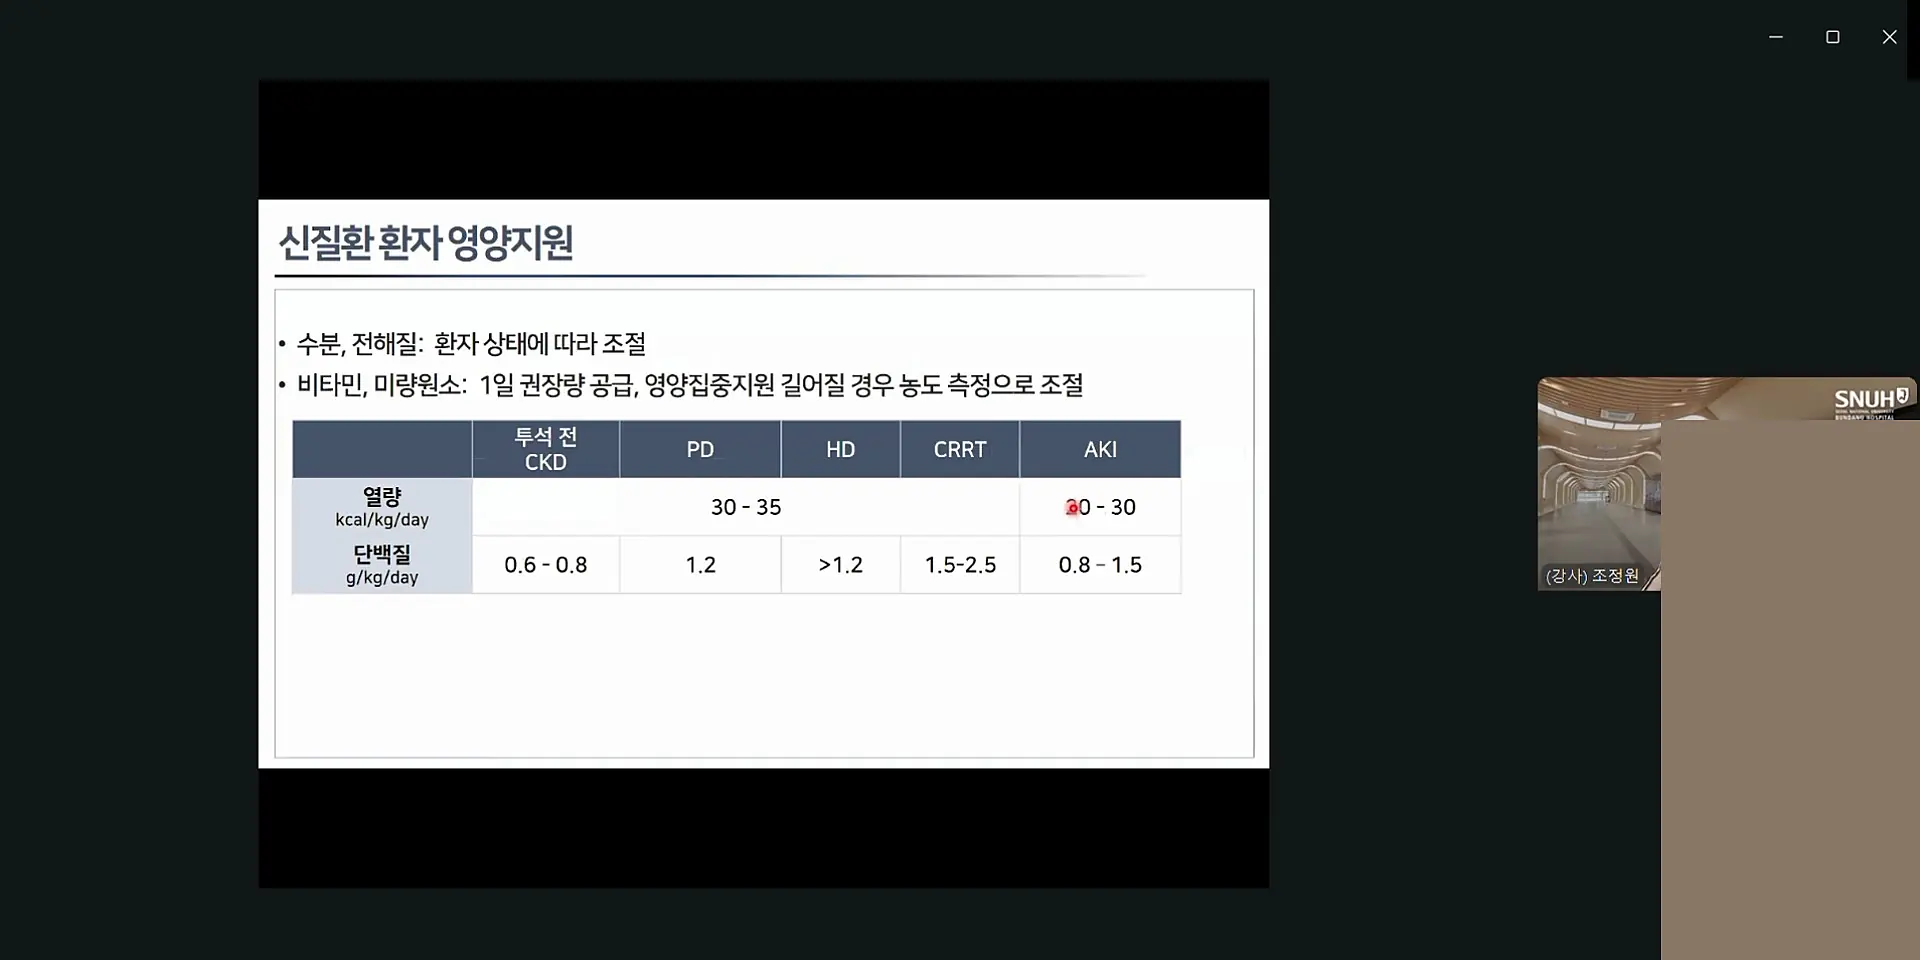 신질환 환자 영양지원
• 수분, 전해질: 환자 상태에 따라 조절
• 비타민, 미량원소: 1일 권장량 공급, 영양집중지원 길어질 경우 농도 측정으로 조절
투석 전 CKD PD HD CRRT AKI
열량 kcal/kg/day 30 - 35 20 - 30
단백질 g/kg/day 0.6 - 0.8 1.2 >1.2 1.5-2.5 0.8 - 1.5
SNUH
(강사) 조정원